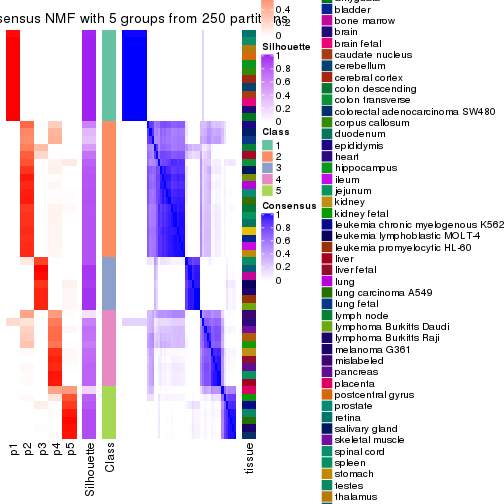 sensus NMF with 5 groups from 250 partitions
0.4
0.2
0
Silhouette
1
0.8
0.6
0.4
0.2
0
Class
1
2
3
4
5
Consensus
1
0.8
0.6
0.4
0.2
0
p1
p2
p3
p4
p5
Silhouette
Class
tissue
bladder
bone marrow
brain
brain fetal
caudate nucleus
cerebellum
cerebral cortex
colon descending
colon transverse
colorectal adenocarcinoma SW480
corpus callosum
duodenum
epididymis
heart
hippocampus
ileum
jejunum
kidney
kidney fetal
leukemia chronic myelogenous K562
leukemia lymphoblastic MOLT-4
leukemia promyelocytic HL-60
liver
liver fetal
lung
lung carcinoma A549
lung fetal
lymph node
lymphoma Burkitts Daudi
lymphoma Burkitts Raji
melanoma G361
mislabeled
pancreas
placenta
postcentral gyrus
prostate
retina
salivary gland
skeletal muscle
spinal cord
spleen
stomach
testes
thalamus